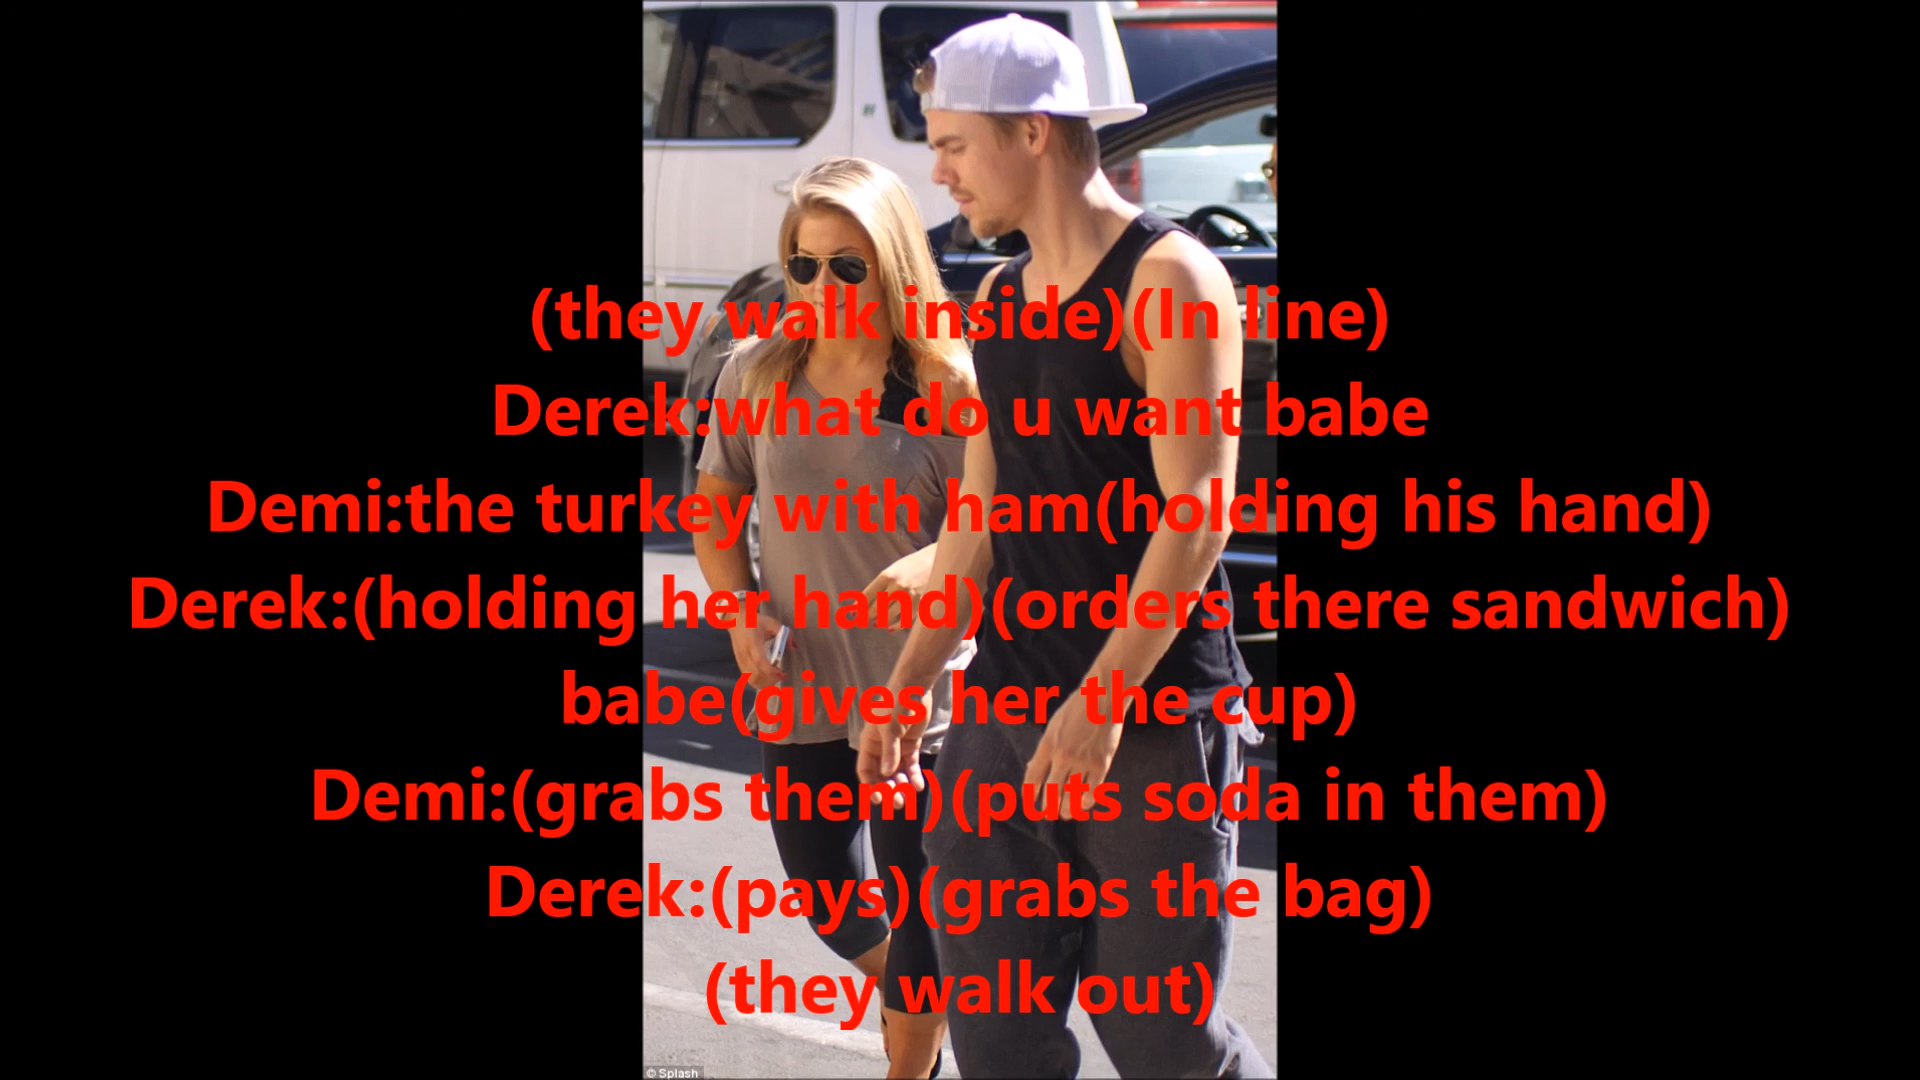 (they walk inside)(In line)
Derek:what do u want babe
Demi:the turkey with ham(holding his hand)
Derek:(holding her hand)(orders there sandwich)
babe(gives her the cup)
Demi:(grabs them)(puts soda in them)
Derek:(pays)(grabs the bag)
(they walk out)
© Splash